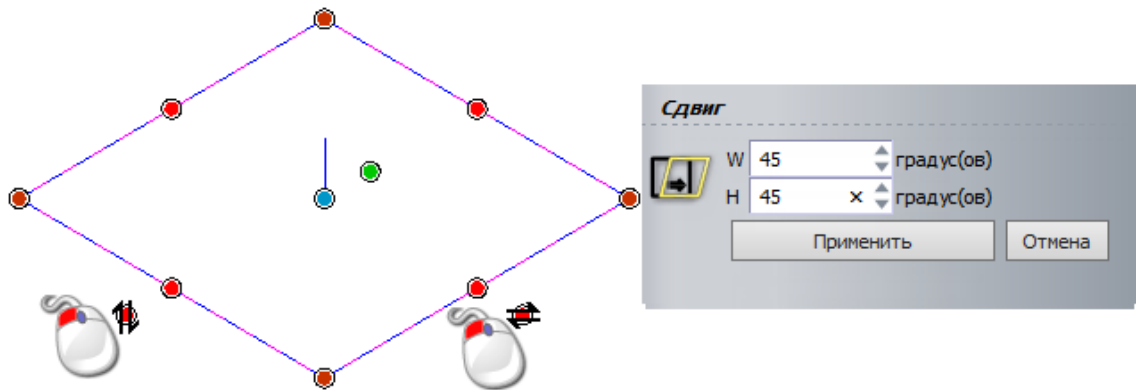 Сдвиг
W 45 градус(ов)
H 45 × градус(ов)
Применить Отмена